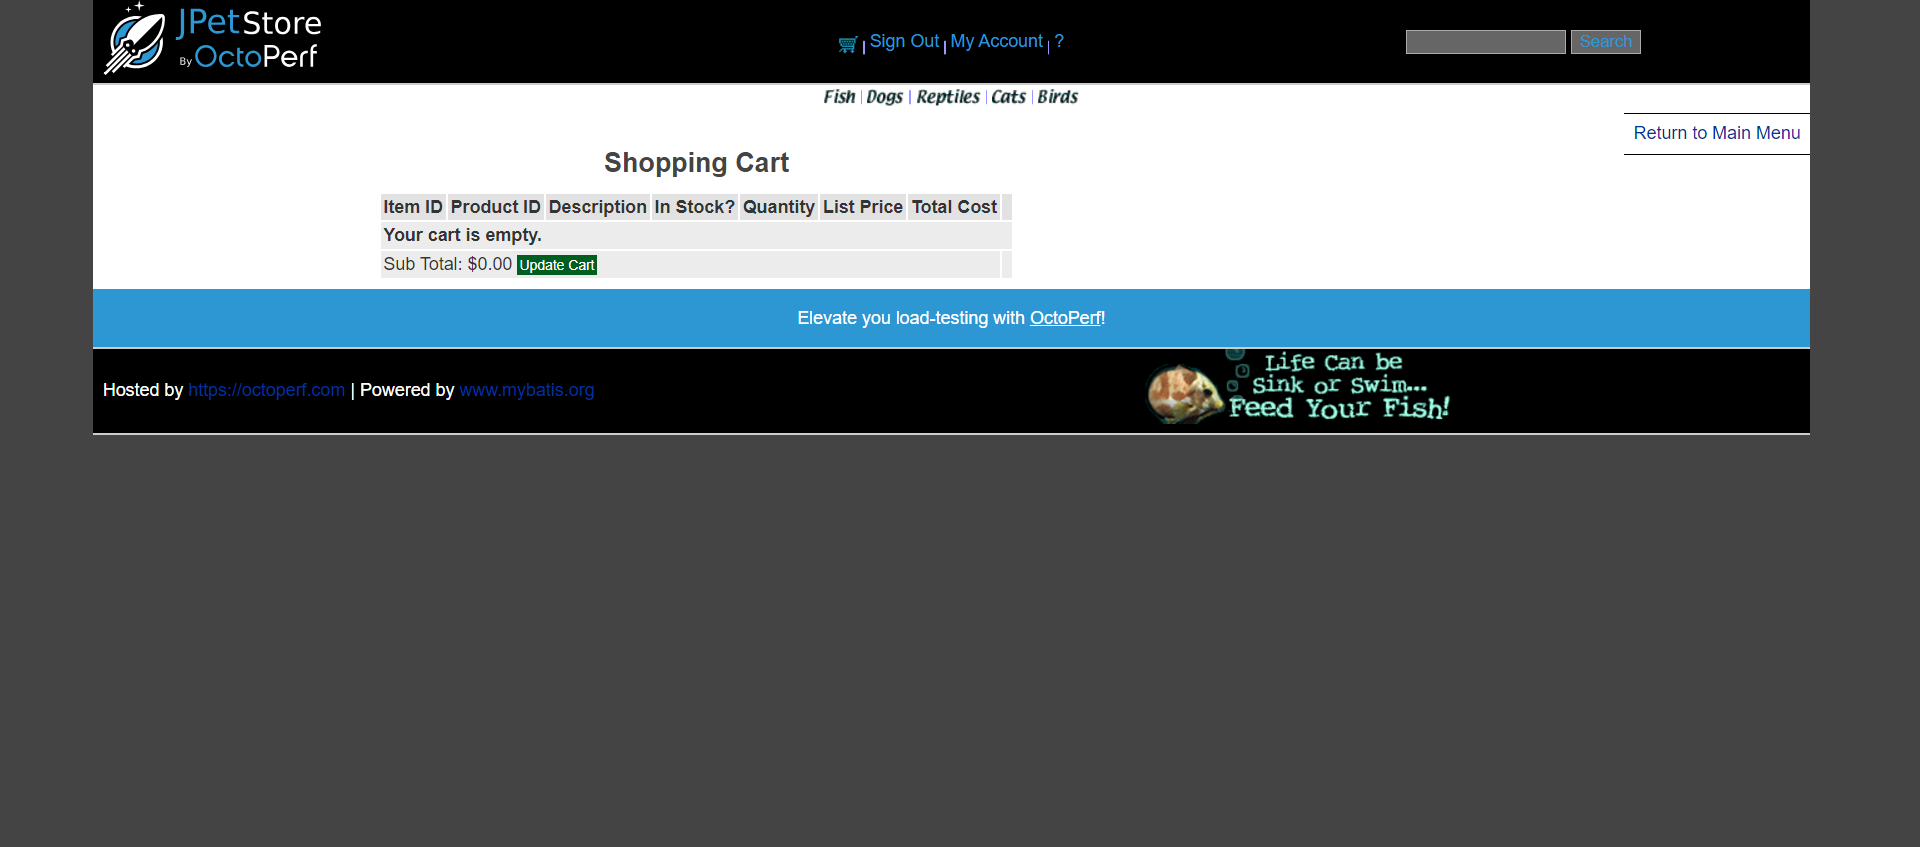 JPetStore
By OctoPerf
Sign Out | My Account | ?
Search
Fish | Dogs | Reptiles | Cats | Birds
Return to Main Menu
Shopping Cart
Item ID Product ID Description In Stock? Quantity List Price Total Cost
Your cart is empty.
Sub Total: $0.00 Update Cart
Elevate you load-testing with OctoPerf!
Hosted by https://octoperf.com | Powered by www.mybatis.org
Life Can be
Sink or Swim...
Feed Your Fish!